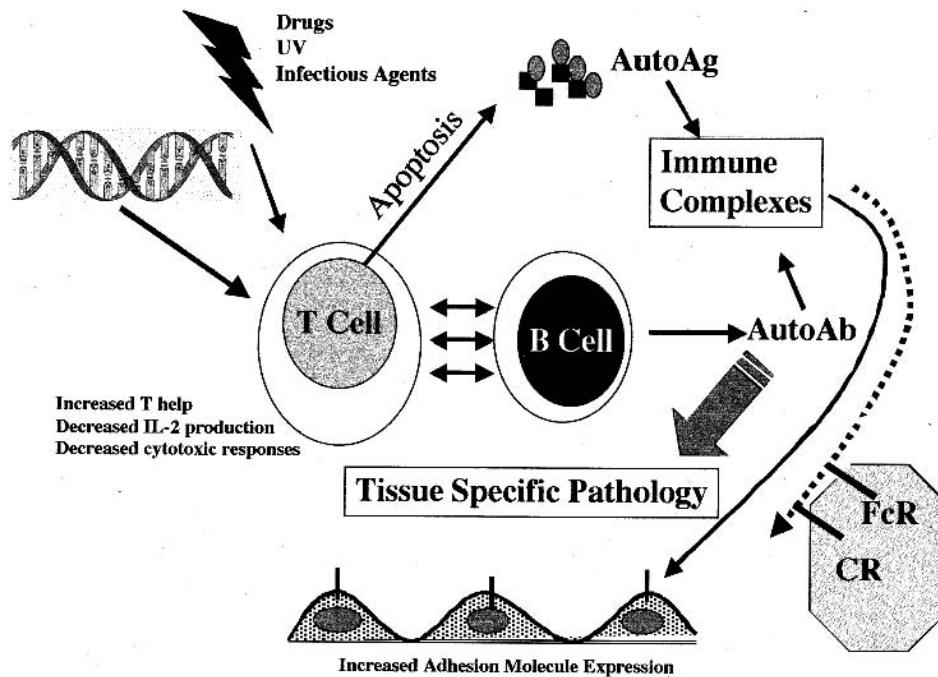 Drugs
UV
Infectious Agents
AutoAg
Apoptosis
Immune
Complexes
T Cell
B Cell
AutoAb
Increased T help
Decreased IL-2 production
Decreased cytotoxic responses
Tissue Specific Pathology
FcR
CR
Increased Adhesion Molecule Expression